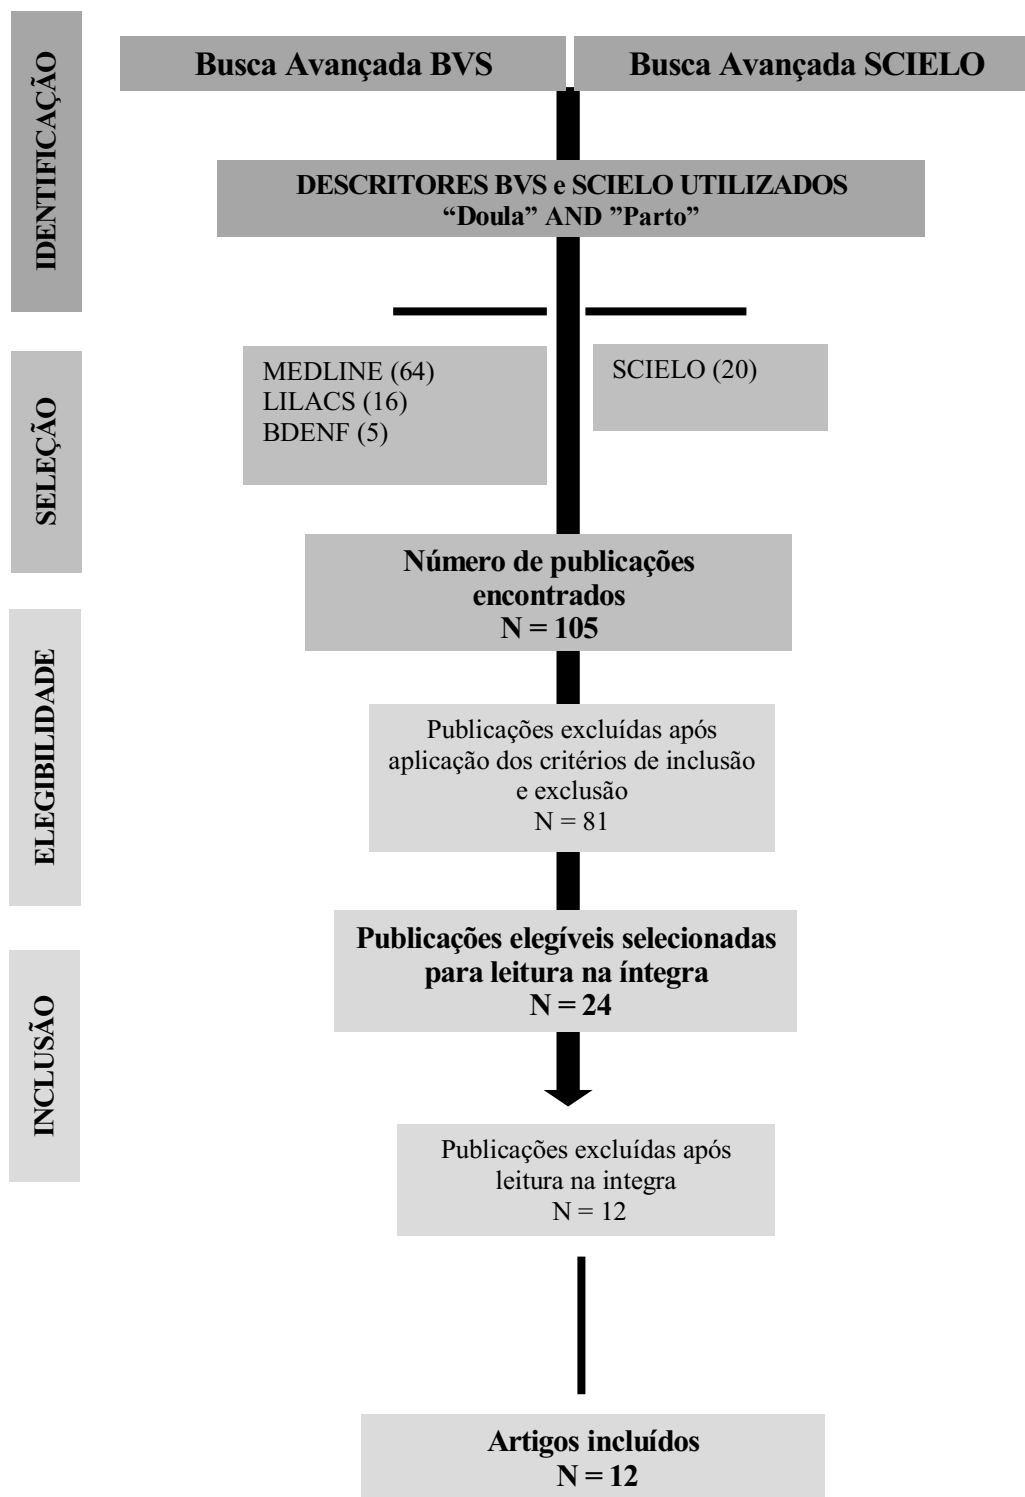 IDENTIFICAÇÃO
Busca Avançada BVS
Busca Avançada SCIELO
DESCRITORES BVS e SCIELO UTILIZADOS
“Doula” AND ”Parto”
SELEÇÃO
MEDLINE (64)
LILACS (16)
BDENF (5)
SCIELO (20)
Número de publicações
encontrados
N = 105
ELEGIBILIDADE
Publicações excluídas após
aplicação dos critérios de inclusão
e exclusão
N = 81
Publicações elegíveis selecionadas
para leitura na íntegra
N = 24
INCLUSÃO
Publicações excluídas após
leitura na integra
N = 12
Artigos incluídos
N = 12